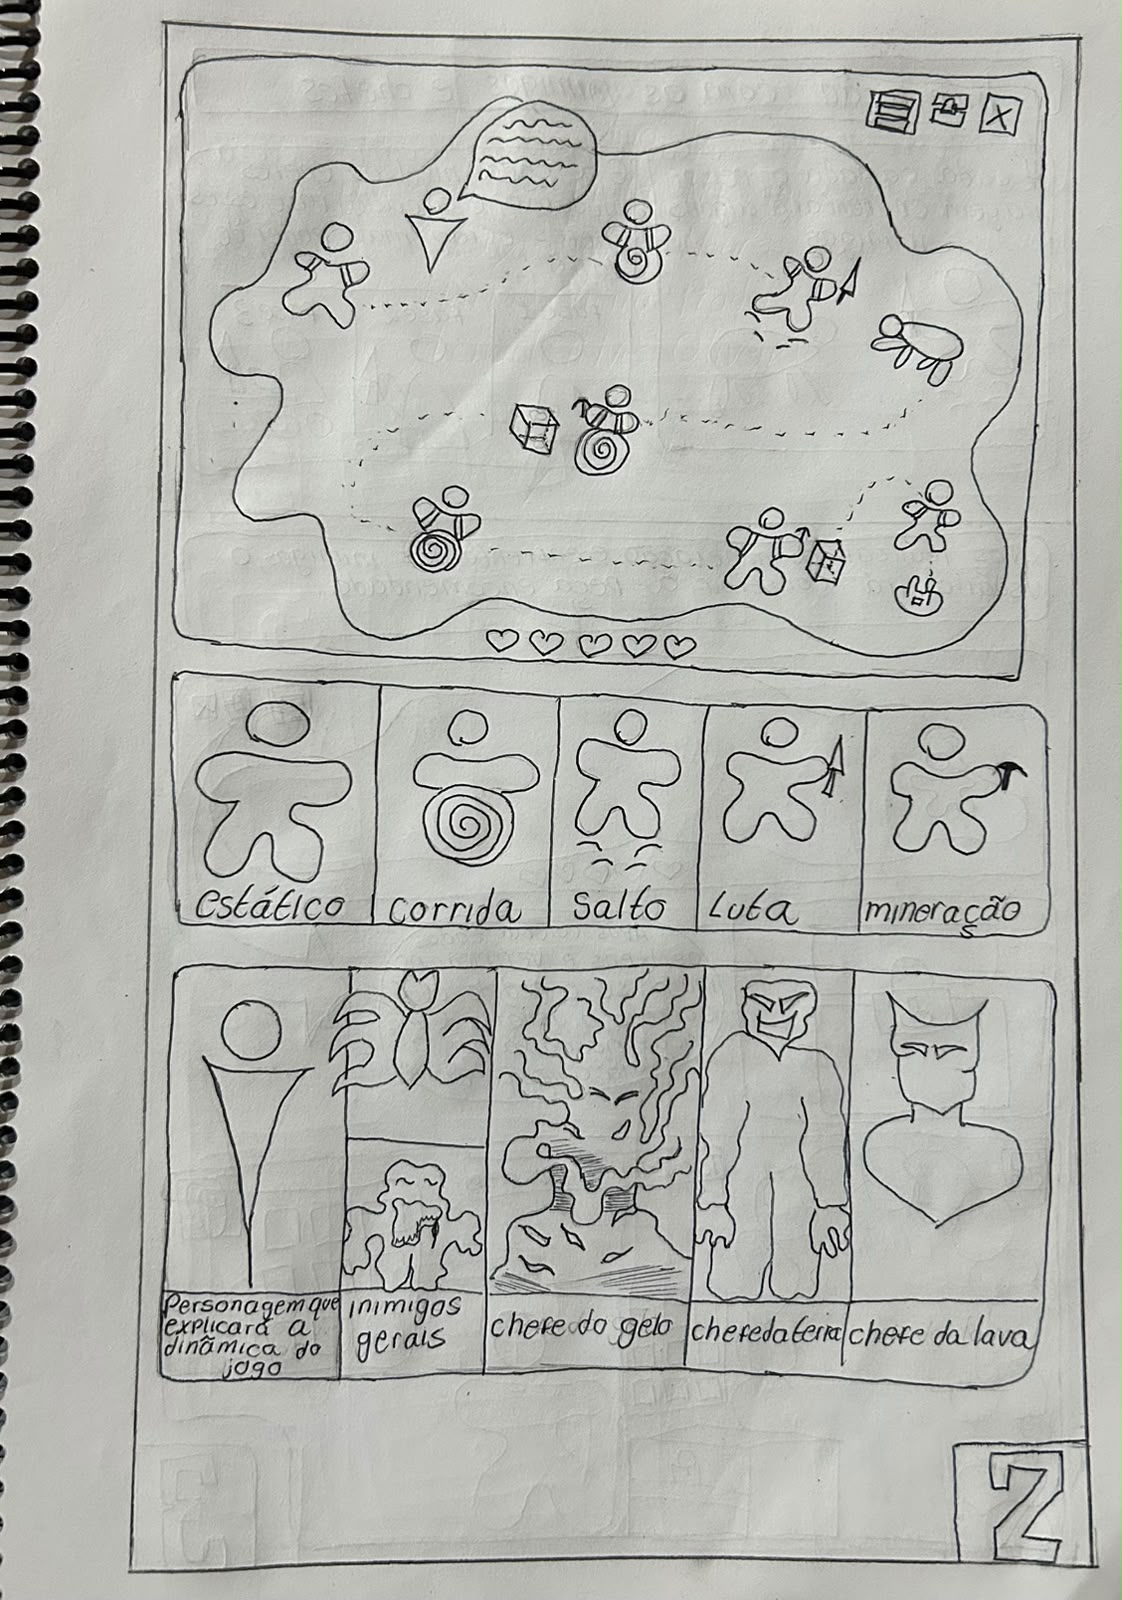 X
estático
corrida
Salto
Luta
mineração
Personagem que
explicará a
dinâmica do
jogo
inimigos
gerais
chefe do gelo
chefe da terra
chefe da lava
2